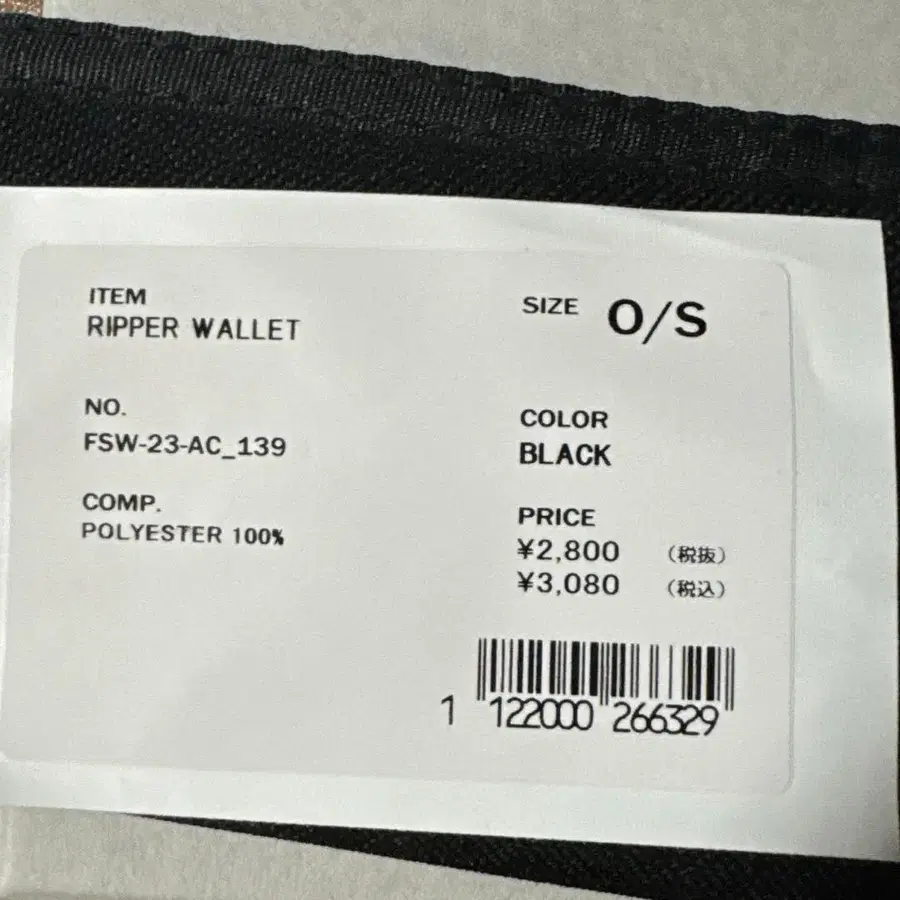 ITEM
RIPPER WALLET
SIZE O/S
NO.
FSW-23-AC_139
COLOR
BLACK
COMP.
POLYESTER 100%
PRICE
¥2,800 (税抜)
¥3,080 (税込)
1 122000 266329